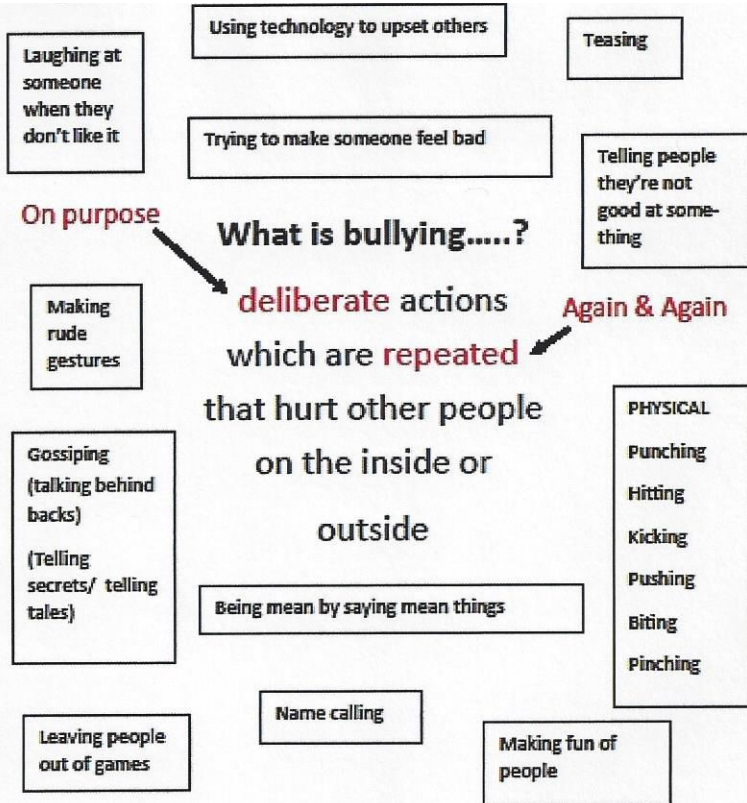 Using technology to upset others
Teasing
Laughing at
someone
when they
don't like it
Trying to make someone feel bad
Telling people
they're not
good at some-
thing
On purpose
What is bullying.....?
deliberate actions
Again & Again
which are repeated
that hurt other people
on the inside or
outside
Making
rude
gestures
Gossiping
(talking behind
backs)
(Telling
secrets/ telling
tales)
PHYSICAL
Punching
Hitting
Kicking
Pushing
Biting
Pinching
Being mean by saying mean things
Name calling
Leaving people
out of games
Making fun of
people